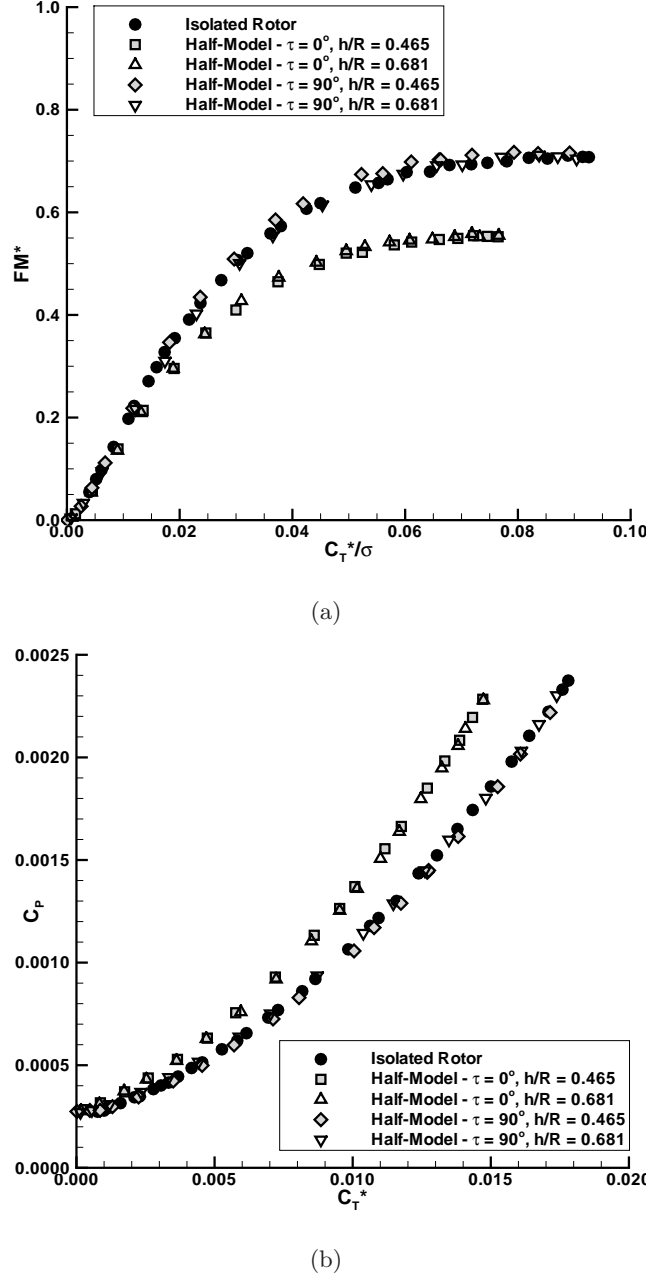 Isolated Rotor
Half-Model - τ = 0°, h/R = 0.465
Half-Model - τ = 0°, h/R = 0.681
Half-Model - τ = 90°, h/R = 0.465
Half-Model - τ = 90°, h/R = 0.681
1.0
0.8
0.6
0.4
0.2
0.0
FM*
0.00 0.02 0.04 0.06 0.08 0.10
C_T*/σ
(a)
0.0025
0.0020
0.0015
0.0010
0.0005
0.0000
C_P
Isolated Rotor
Half-Model - τ = 0°, h/R = 0.465
Half-Model - τ = 0°, h/R = 0.681
Half-Model - τ = 90°, h/R = 0.465
Half-Model - τ = 90°, h/R = 0.681
0.000 0.005 0.010 0.015 0.020
C_T*
(b)